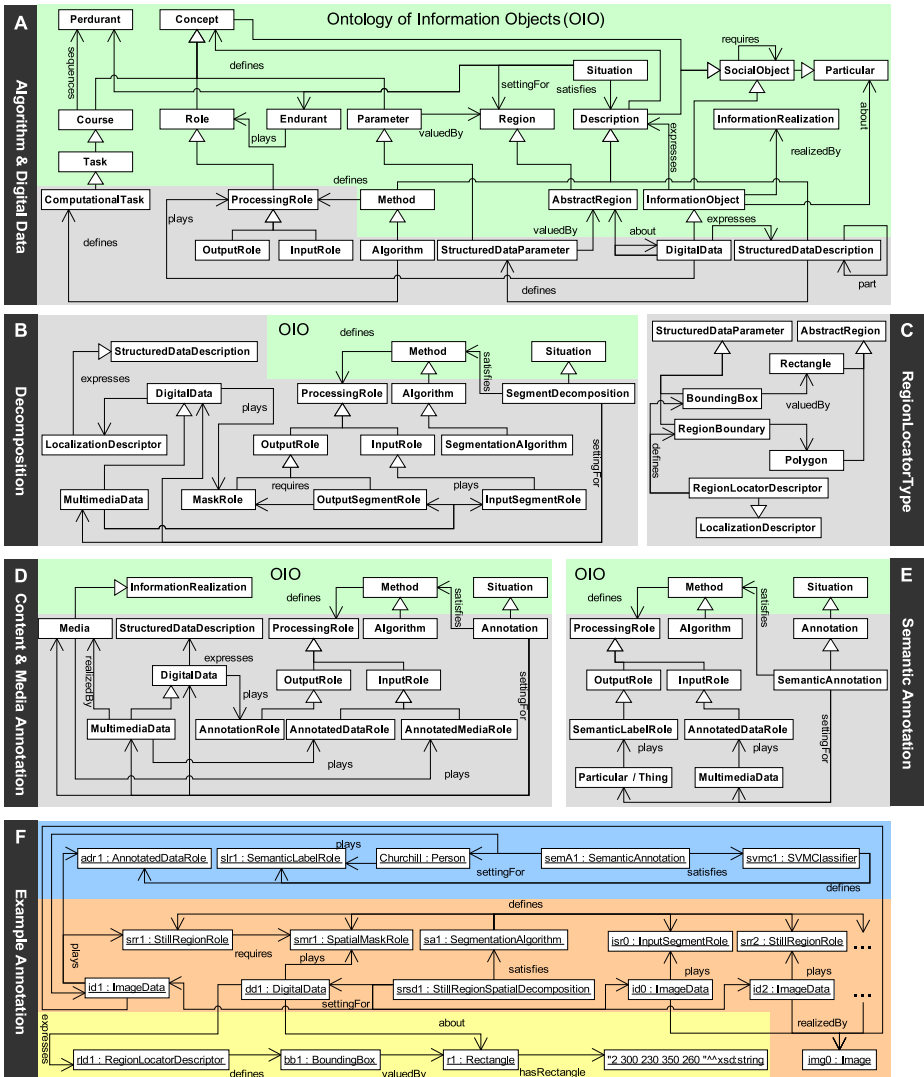 A
Algorithm & Digital Data
Ontology of Information Objects (OIO)
Perdurant
Concept
requires
sequences
defines
Situation
SocialObject
Particular
settingFor
satisfies
about
Course
Role
Endurant
Parameter
Region
Description
InformationRealization
plays
valuedBy
expresses
realizedBy
Task
defines
ComputationalTask
ProcessingRole
Method
AbstractRegion
InformationObject
plays
expresses
defines
OutputRole
InputRole
Algorithm
StructuredDataParameter
valuedBy
about
DigitalData
StructuredDataDescription
defines
part
B
Decomposition
OIO
defines
Method
Situation
StructuredDataDescription
satisfies
expresses
DigitalData
plays
ProcessingRole
Algorithm
SegmentDecomposition
LocalizationDescriptor
OutputRole
InputRole
SegmentationAlgorithm
settingFor
requires
plays
MultimediaData
MaskRole
OutputSegmentRole
InputSegmentRole
C
RegionLocatorType
StructuredDataParameter
AbstractRegion
Rectangle
BoundingBox
valuedBy
RegionBoundary
defines
Polygon
RegionLocatorDescriptor
LocalizationDescriptor
D
Content & Media Annotation
OIO
InformationRealization
defines
Method
Situation
satisfies
Media
StructuredDataDescription
ProcessingRole
Algorithm
Annotation
realizedBy
expresses
DigitalData
plays
OutputRole
InputRole
settingFor
MultimediaData
AnnotationRole
AnnotatedDataRole
AnnotatedMediaRole
plays
plays
E
Semantic Annotation
OIO
Method
Situation
defines
satisfies
ProcessingRole
Algorithm
Annotation
OutputRole
InputRole
SemanticAnnotation
SemanticLabelRole
AnnotatedDataRole
settingFor
plays
plays
Particular / Thing
MultimediaData
F
Example Annotation
plays
adr1 : AnnotatedDataRole
slr1 : SemanticLabelRole
Churchill : Person
semA1 : SemanticAnnotation
svmc1 : SVMClassifier
settingFor
satisfies
defines
defines
srr1 : StillRegionRole
smr1 : SpatialMaskRole
sa1 : SegmentationAlgorithm
isr0 : InputSegmentRole
srr2 : StillRegionRole
...
plays
requires
plays
satisfies
plays
plays
id1 : ImageData
dd1 : DigitalData
srsd1 : StillRegionSpatialDecomposition
id0 : ImageData
id2 : ImageData
...
settingFor
expresses
about
realizedBy
rld1 : RegionLocatorDescriptor
bb1 : BoundingBox
r1 : Rectangle
"2 300 230 350 260 "^^xsd:string
img0 : Image
defines
valuedBy
hasRectangle